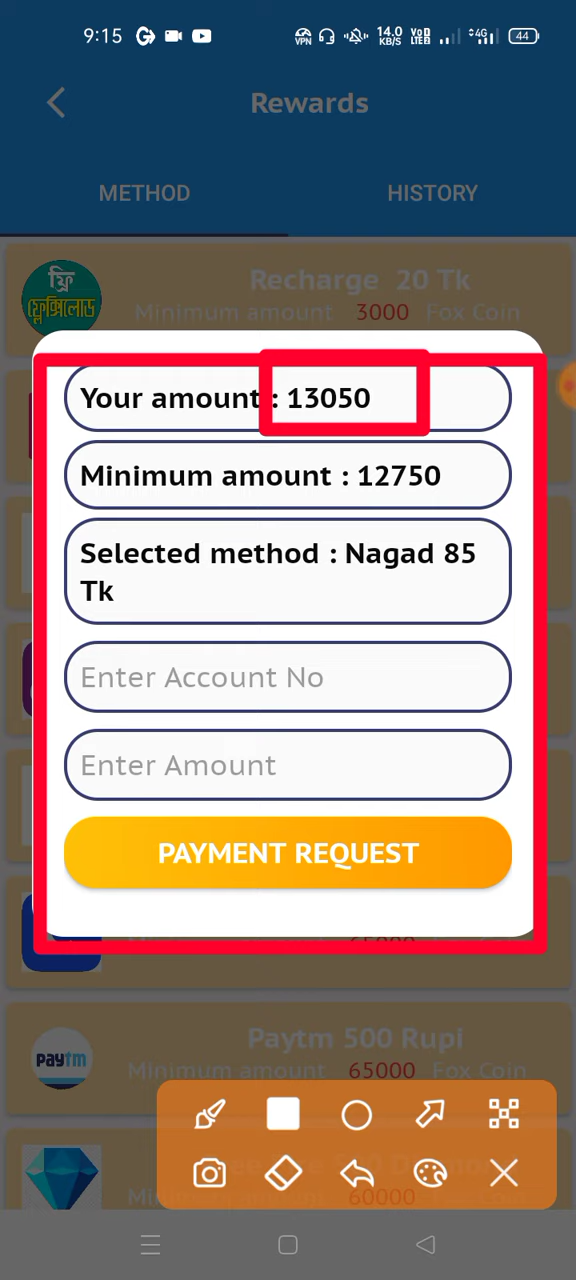 9:15
VPN
14.0
KB/S
Vo
LTE
4G
44
Rewards
METHOD
HISTORY
ফ্রি
ফ্লেক্সিলোড
Recharge 20 Tk
Minimum amount 3000 Fox Coin
Your amount : 13050
Minimum amount : 12750
Selected method : Nagad 85
Tk
Enter Account No
Enter Amount
PAYMENT REQUEST
65000
Paytm 500 Rupi
paytm
Minimum amount 65000 Fox Coin
60000